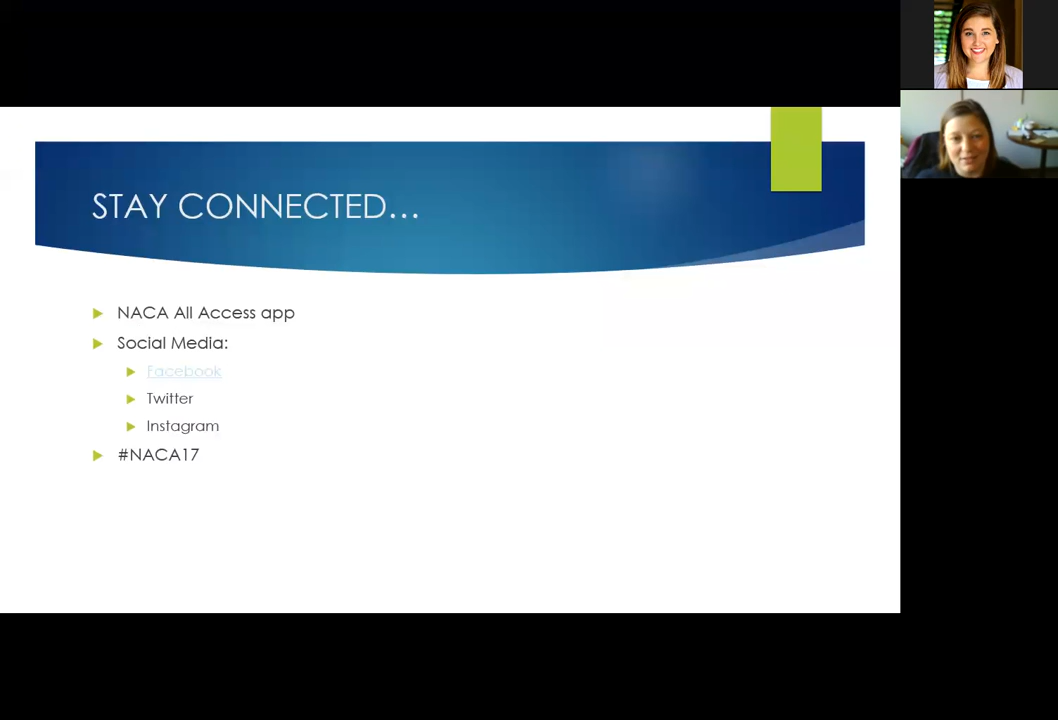 STAY CONNECTED...
NACA All Access app
Social Media:
Facebook
Twitter
Instagram
#NACA17